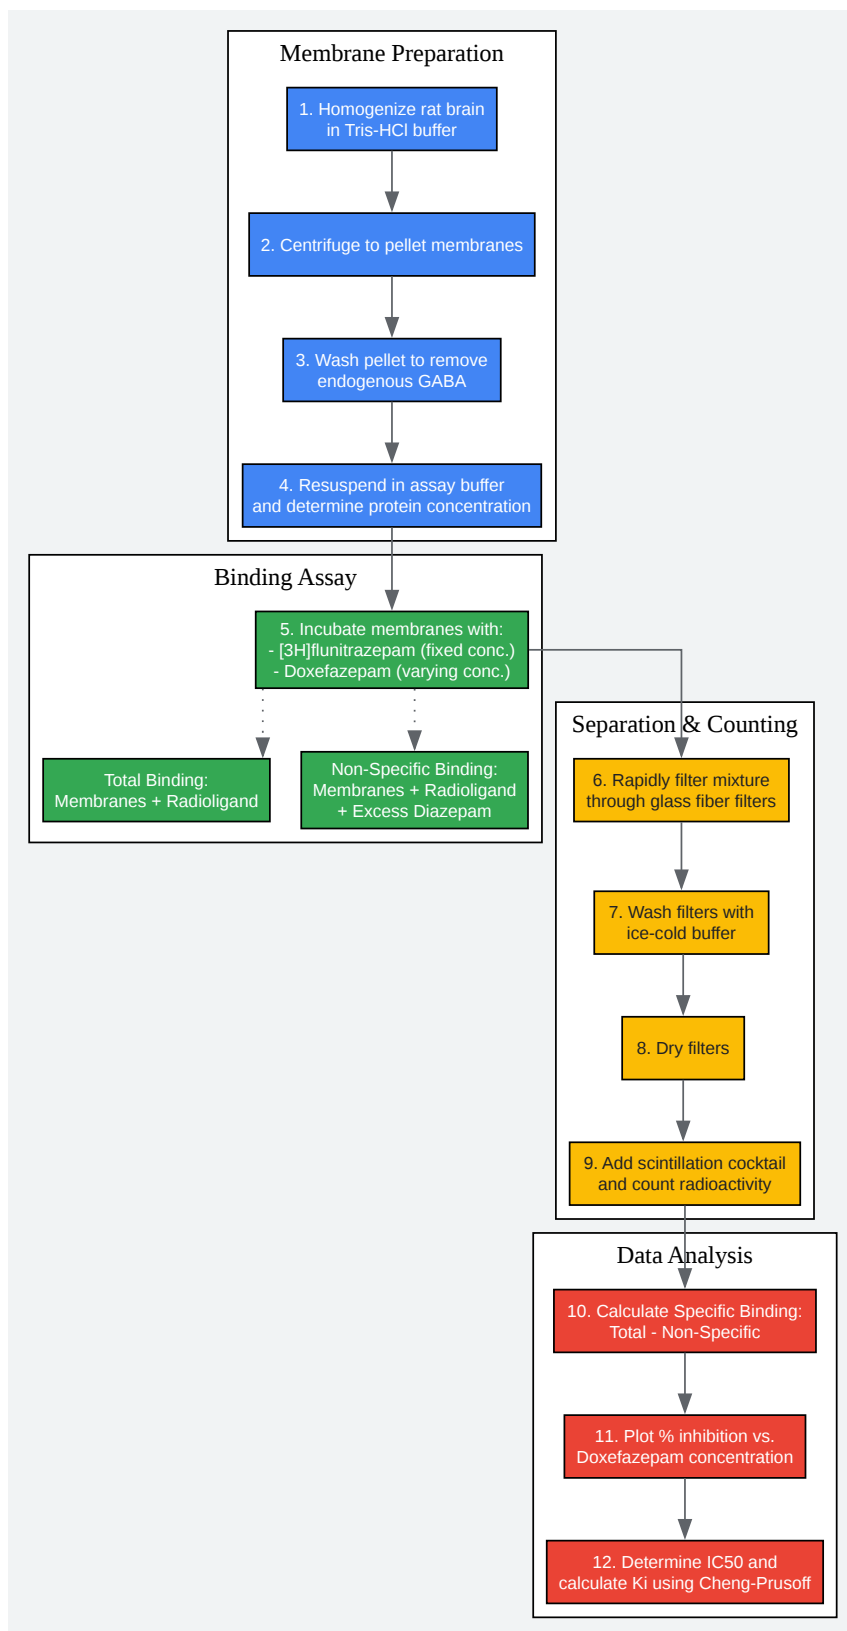 Membrane Preparation
1. Homogenize rat brain
in Tris-HCl buffer
2. Centrifuge to pellet membranes
3. Wash pellet to remove
endogenous GABA
4. Resuspend in assay buffer
and determine protein concentration
Binding Assay
5. Incubate membranes with:
- [3H]flunitrazepam (fixed conc.)
- Doxefazepam (varying conc.)
Total Binding:
Membranes + Radioligand
Non-Specific Binding:
Membranes + Radioligand
+ Excess Diazepam
Separation & Counting
6. Rapidly filter mixture
through glass fiber filters
7. Wash filters with
ice-cold buffer
8. Dry filters
9. Add scintillation cocktail
and count radioactivity
Data Analysis
10. Calculate Specific Binding:
Total - Non-Specific
11. Plot % inhibition vs.
Doxefazepam concentration
12. Determine IC50 and
calculate Ki using Cheng-Prusoff